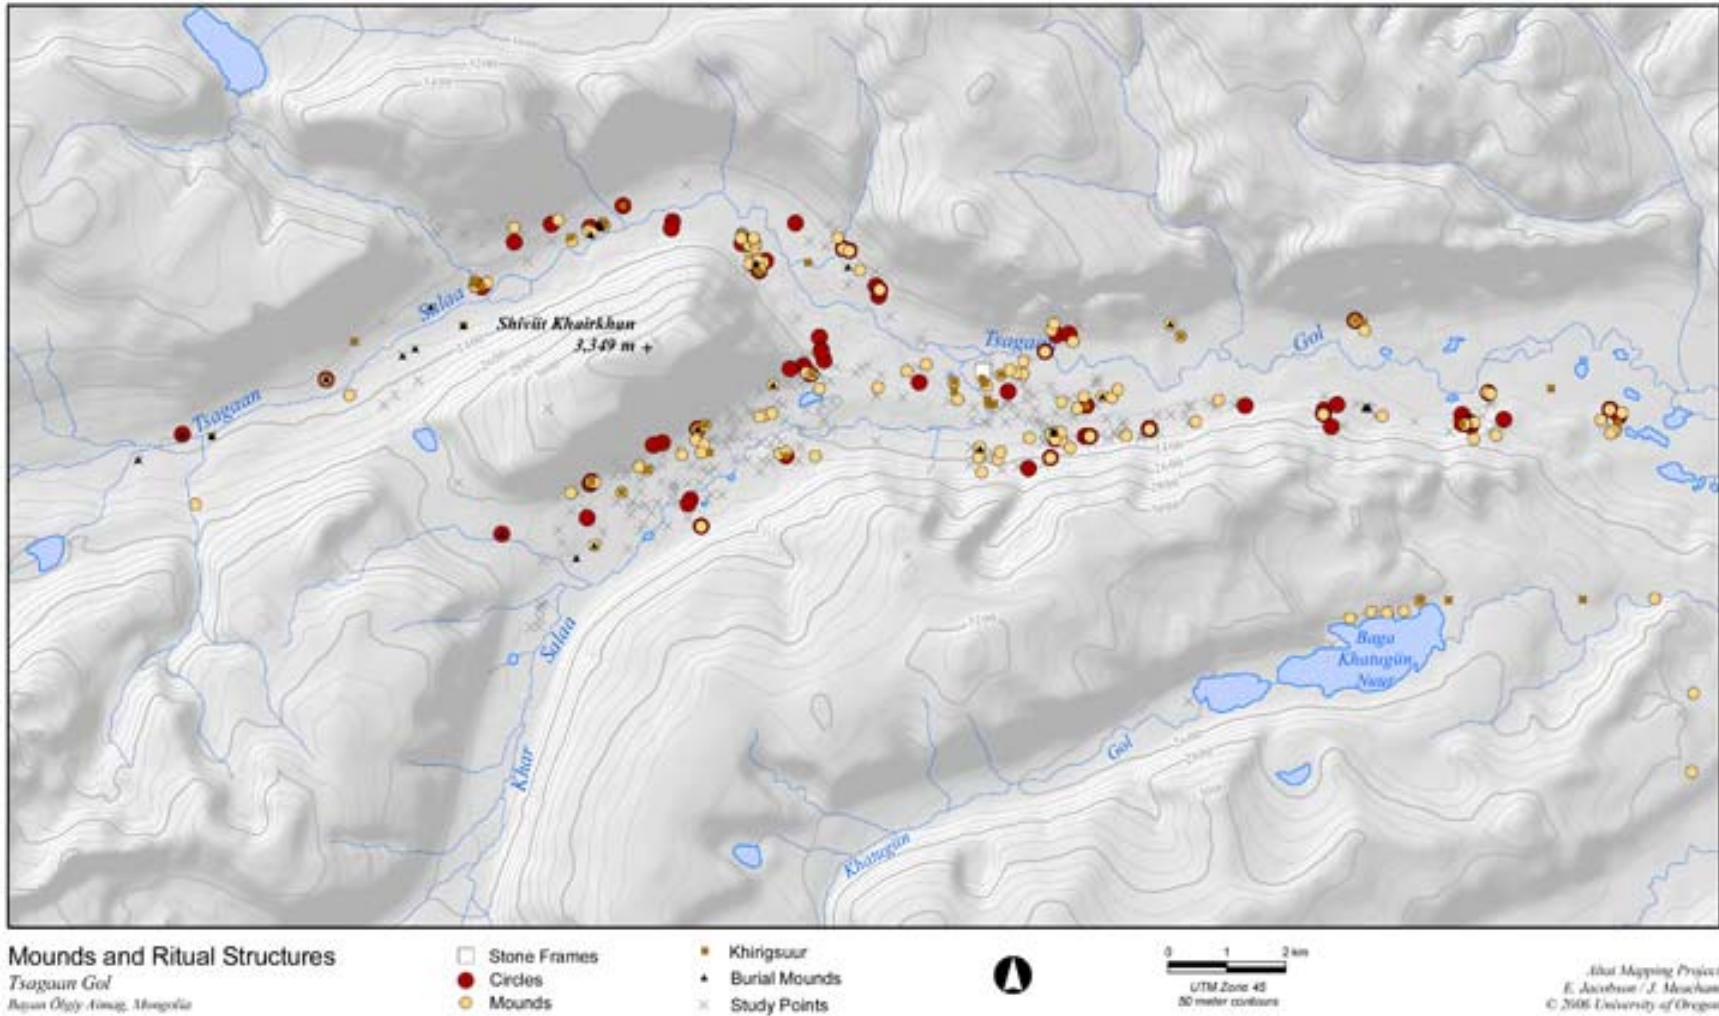 3200
3400
Salaa
Shiviit Khairkhan
3,349 m +
Tsagaan
Tsagaan
Gol
Salaa
Khar
Baga
Khatugiin
Nuur
Gol
Khatugiin
Mounds and Ritual Structures
Tsagaan Gol
Bayan Ölgiy Aimag, Mongolia
Stone Frames
Circles
Mounds
Khirigsuur
Burial Mounds
Study Points
0 1 2 km
UTM Zone 45
50 meter contours
Altai Mapping Project
E. Jacobson / J. Meacham
© 2006 University of Oregon